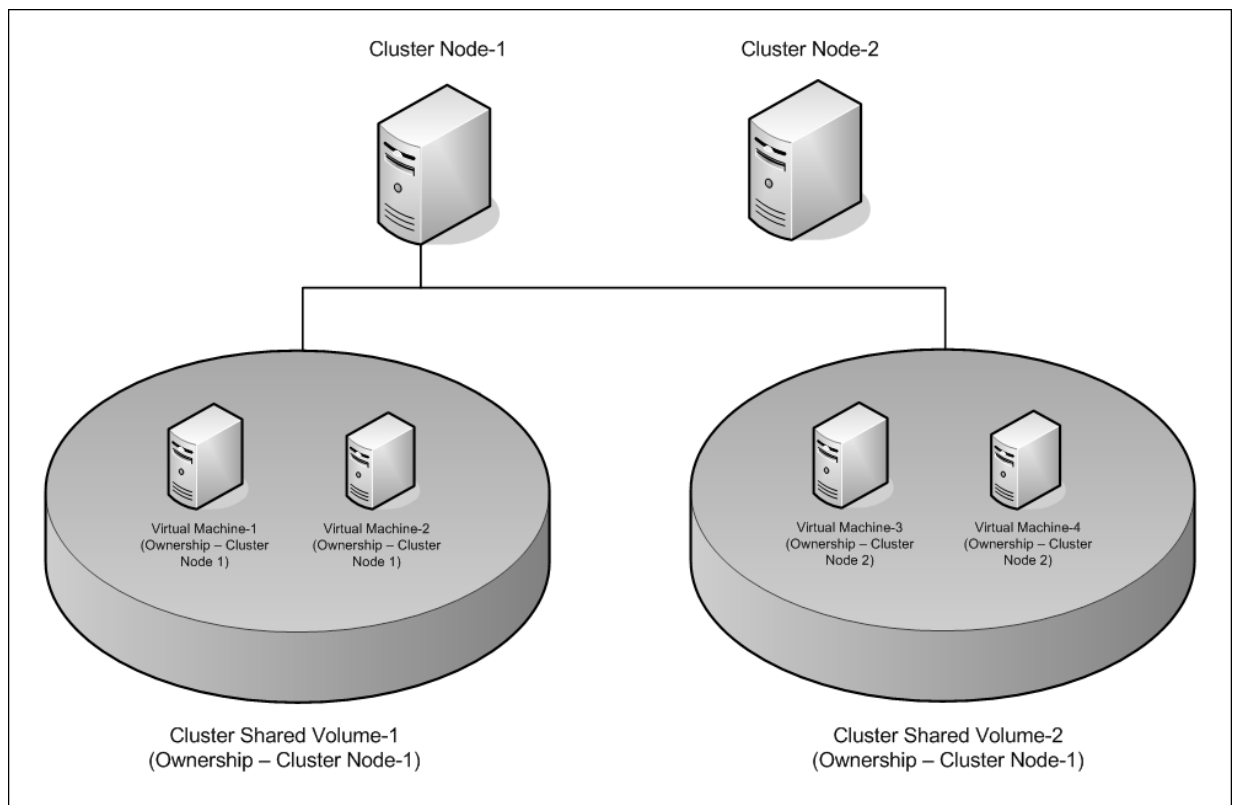 Cluster Node-1
Cluster Node-2
Virtual Machine-1
(Ownership – Cluster
Node 1)
Virtual Machine-2
(Ownership – Cluster
Node 1)
Virtual Machine-3
(Ownership – Cluster
Node 2)
Virtual Machine-4
(Ownership – Cluster
Node 2)
Cluster Shared Volume-1
(Ownership – Cluster Node-1)
Cluster Shared Volume-2
(Ownership – Cluster Node-1)